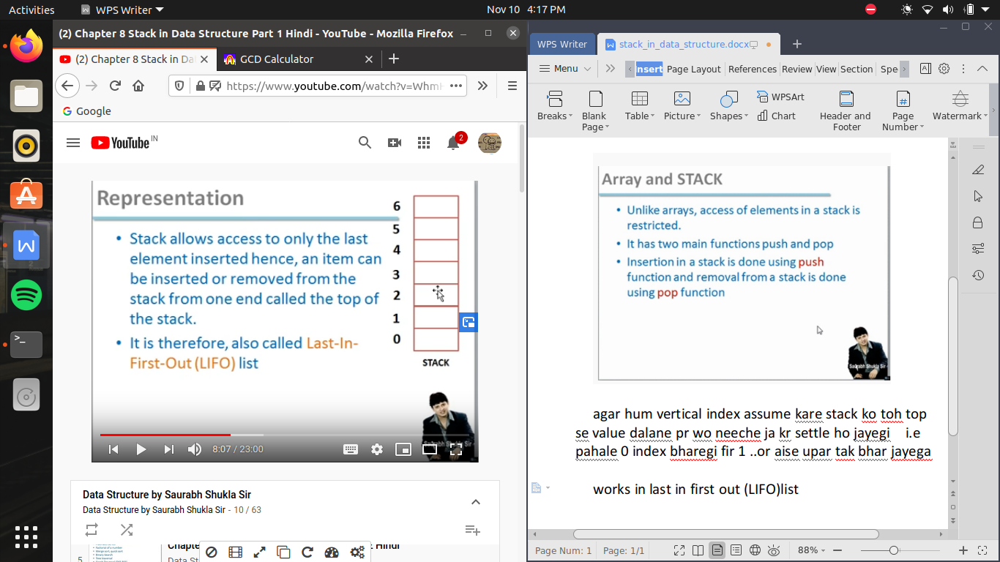 Activities
WPS Writer
Nov 10 4:17 PM
(2) Chapter 8 Stack in Data Structure Part 1 Hindi - YouTube - Mozilla Firefox
(2) Chapter 8 Stack in Da
GCD Calculator
https://www.youtube.com/watch?v=Whm
Google
YouTube IN
2
Representation
• Stack allows access to only the last
element inserted hence, an item can
be inserted or removed from the
stack from one end called the top of
the stack.
• It is therefore, also called Last-In-
First-Out (LIFO) list
6
5
4
3
2
1
0
STACK
Saurabh Shukla Sir
8:07 / 23:00
Data Structure by Saurabh Shukla Sir
Data Structure by Saurabh Shukla Sir - 10 / 63
5
Merge sort, quick sort
Binary Search
Chapte
Hindi
Data St
WPS Writer
stack_in_data_structure.docx
Menu
Insert
Page Layout
References
Review
View
Section
Spe
Breaks
Blank
Page
Table
Picture
Shapes
WPSArt
Chart
Header and
Footer
Page
Number
Watermark
Array and STACK
• Unlike arrays, access of elements in a stack is
restricted.
• It has two main functions push and pop
• Insertion in a stack is done using push
function and removal from a stack is done
using pop function
Saurabh Shukla Sir
agar hum vertical index assume kare stack ko toh top
se value dalane pr wo neeche ja kr settle ho jayegi i.e
pahale 0 index bharegi fir 1 ..or aise upar tak bhar jayega
works in last in first out (LIFO)list
Page Num: 1
Page: 1/1
88%